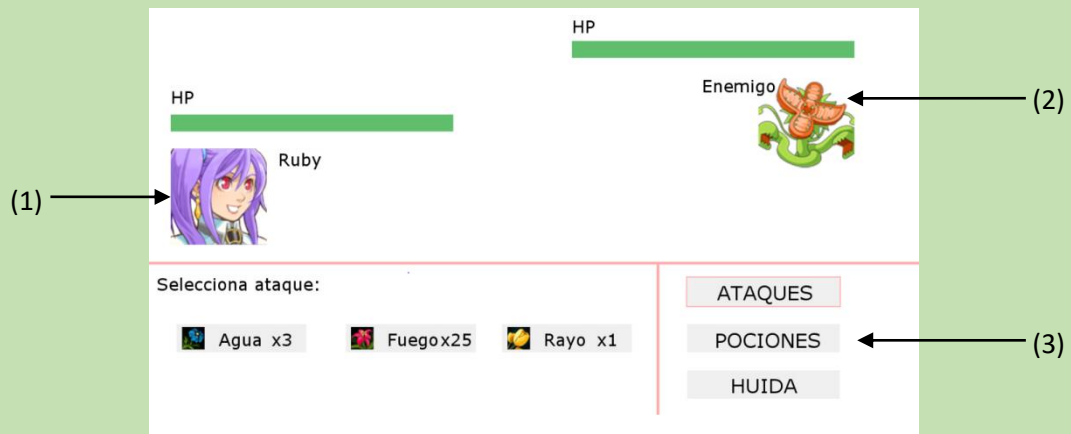 HP
Enemigo
(2)
HP
Ruby
(1)
Selecciona ataque:
ATAQUES
Agua x3
Fuegox25
Rayo x1
POCIONES
(3)
HUIDA